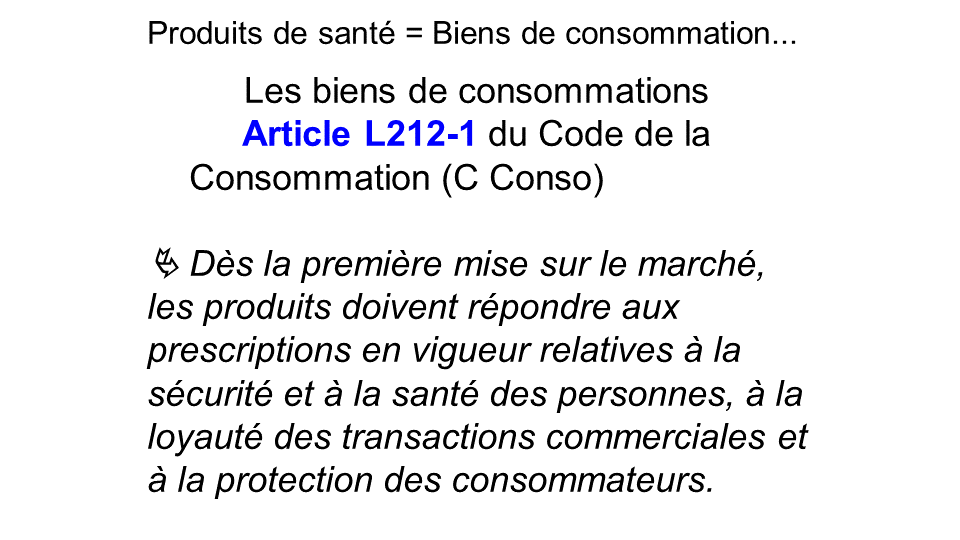 Produits de santé = Biens de consommation...
Les biens de consommations
Article L212-1 du Code de la
Consommation (C Conso)
Dès la première mise sur le marché,
les produits doivent répondre aux
prescriptions en vigueur relatives à la
sécurité et à la santé des personnes, à la
loyauté des transactions commerciales et
à la protection des consommateurs.